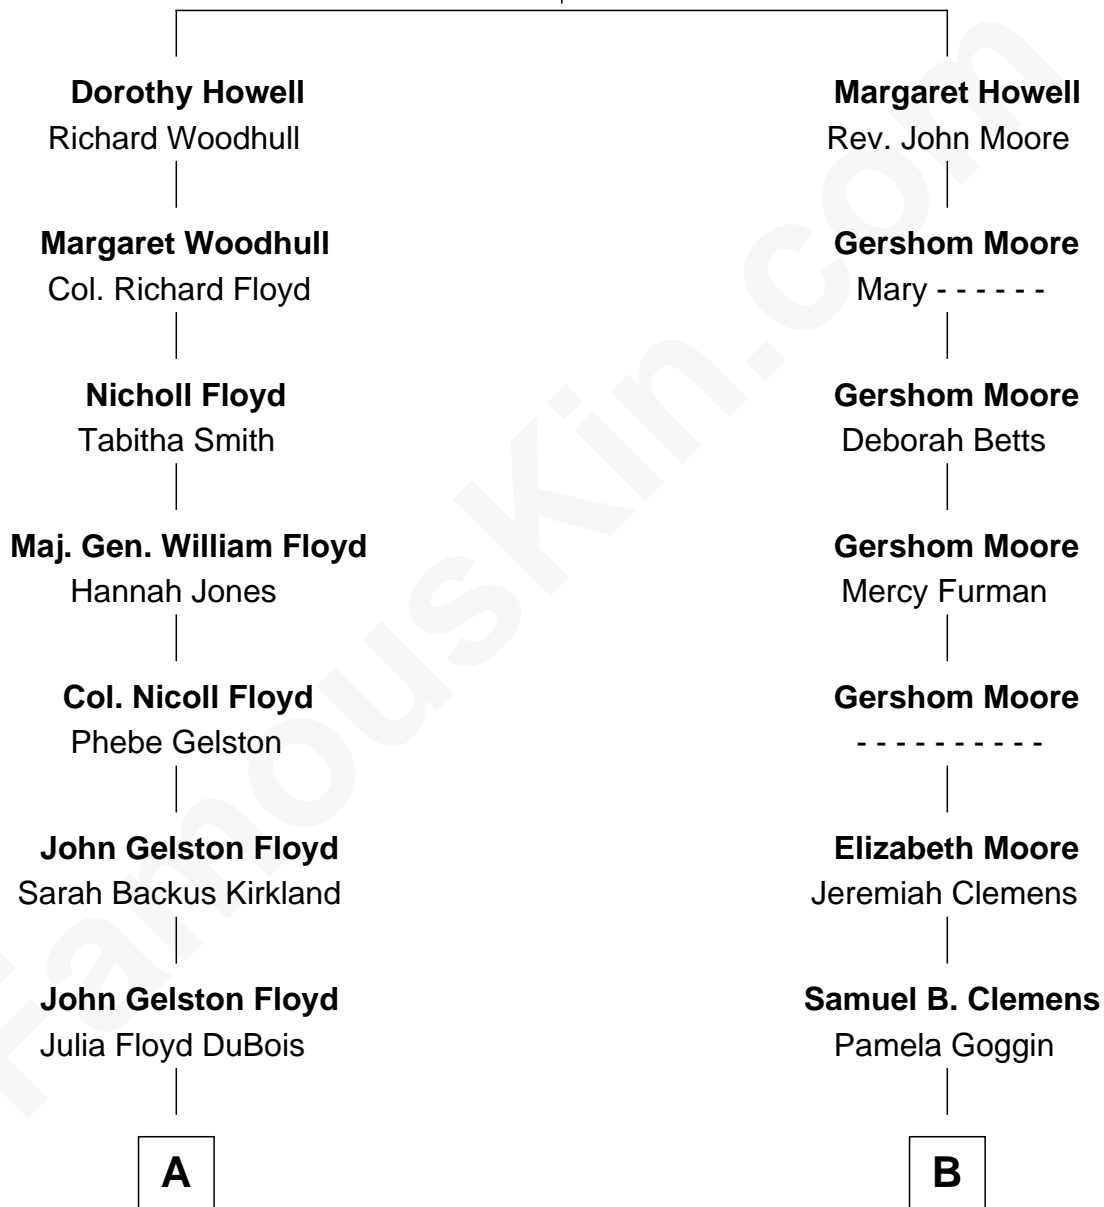 Dorothy Howell
Richard Woodhull
Margaret Woodhull
Col. Richard Floyd
Nicholl Floyd
Tabitha Smith
Maj. Gen. William Floyd
Hannah Jones
Col. Nicoll Floyd
Phebe Gelston
John Gelston Floyd
Sarah Backus Kirkland
John Gelston Floyd
Julia Floyd DuBois
A
Margaret Howell
Rev. John Moore
Gershom Moore
Mary - - - - - -
Gershom Moore
Deborah Betts
Gershom Moore
Mercy Furman
Gershom Moore
- - - - - - - - - -
Elizabeth Moore
Jeremiah Clemens
Samuel B. Clemens
Pamela Goggin
B
FamousKin.com